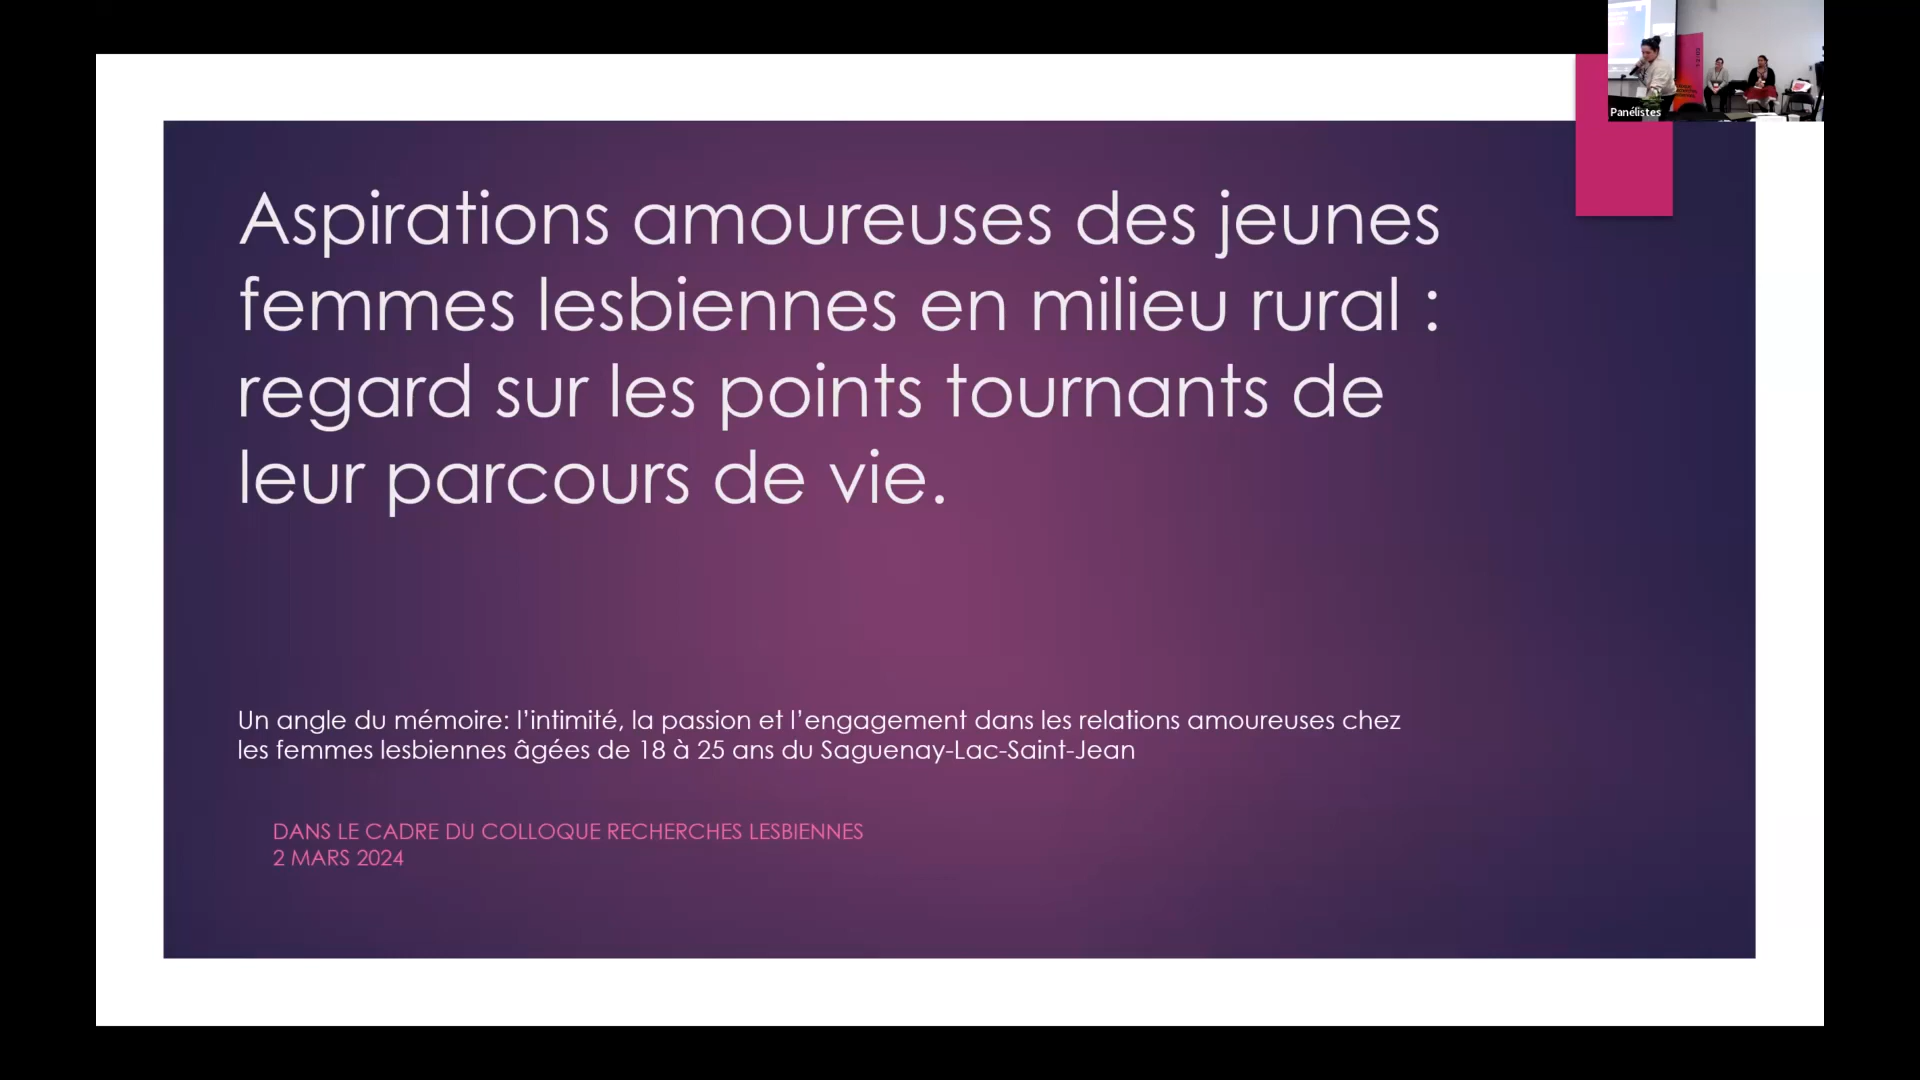 Panélistes
Aspirations amoureuses des jeunes
femmes lesbiennes en milieu rural :
regard sur les points tournants de
leur parcours de vie.
Un angle du mémoire: l’intimité, la passion et l’engagement dans les relations amoureuses chez
les femmes lesbiennes âgées de 18 à 25 ans du Saguenay-Lac-Saint-Jean
DANS LE CADRE DU COLLOQUE RECHERCHES LESBIENNES
2 MARS 2024